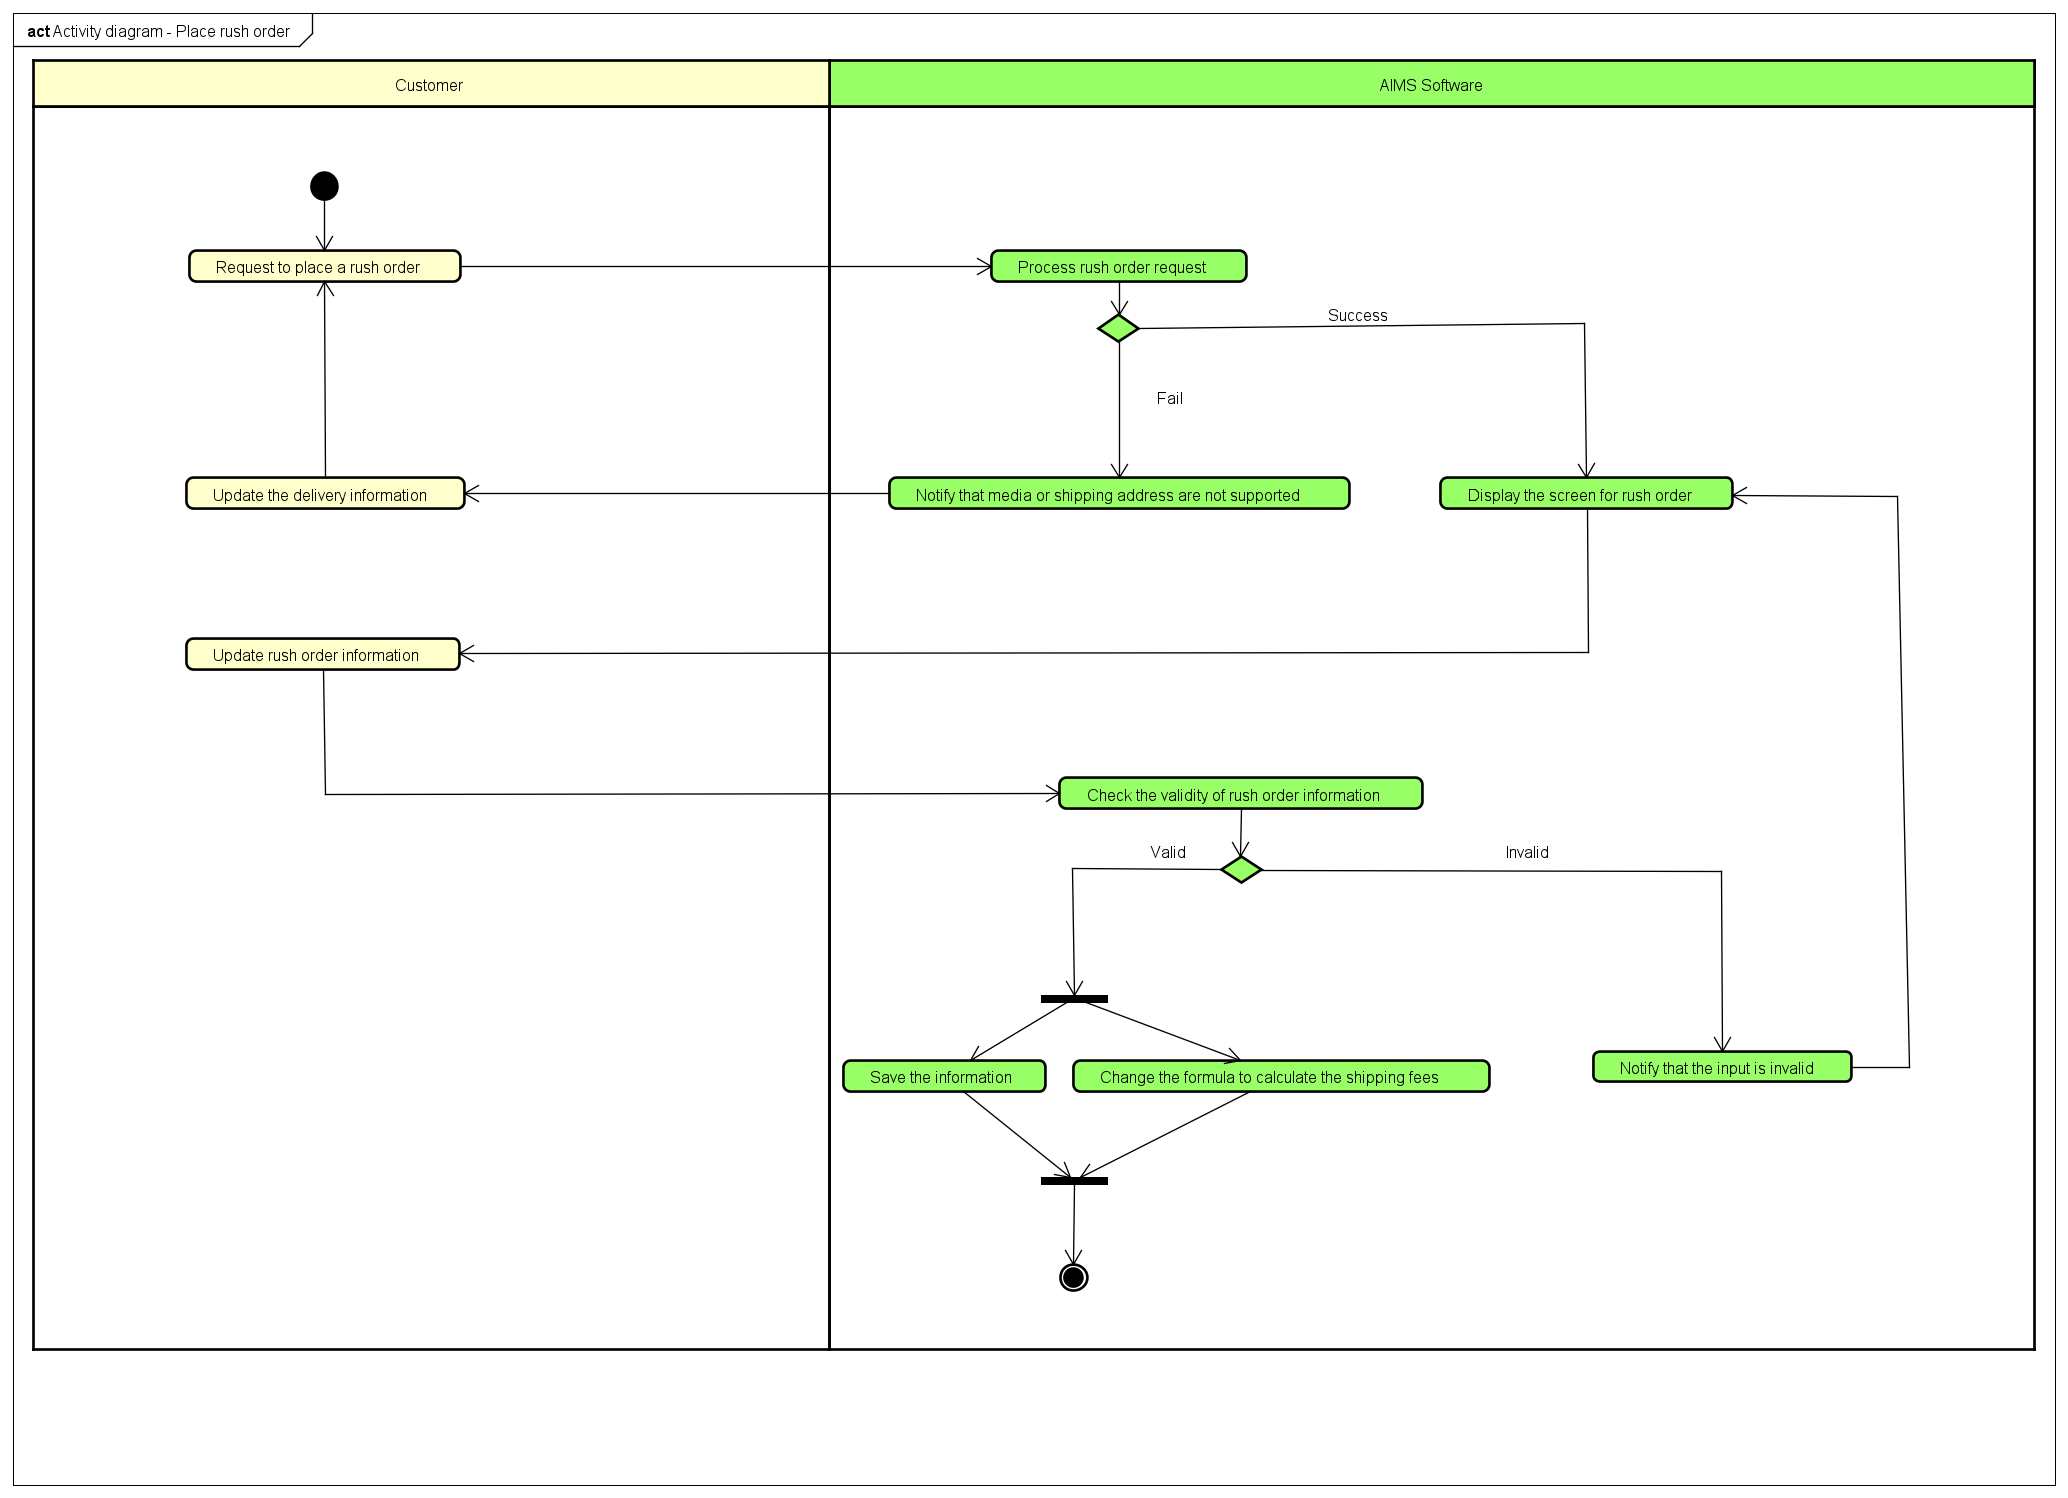 act Activity diagram - Place rush order
Customer
AIMS Software
Request to place a rush order
Process rush order request
Success
Fail
Update the delivery information
Notify that media or shipping address are not supported
Display the screen for rush order
Update rush order information
Check the validity of rush order information
Valid
Invalid
Save the information
Change the formula to calculate the shipping fees
Notify that the input is invalid